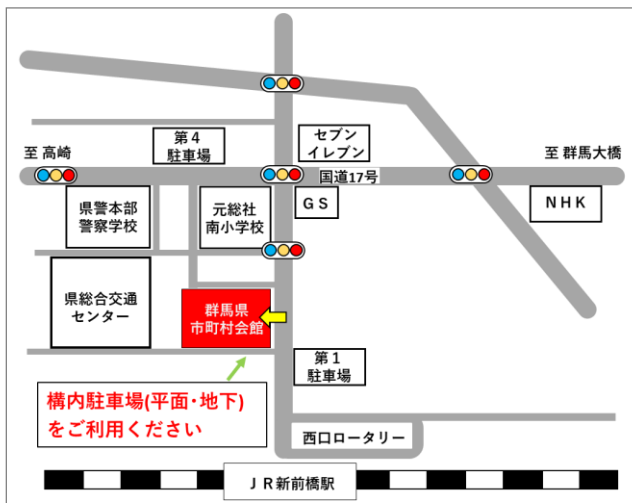 第４
駐車場
セブン
イレブン
至 高崎
至 群馬大橋
国道17号
県警本部
警察学校
元総社
南小学校
ＧＳ
ＮＨＫ
県総合交通
センター
群馬県
市町村会館
第１
駐車場
構内駐車場(平面･地下)
をご利用ください
西口ロータリー
ＪＲ新前橋駅